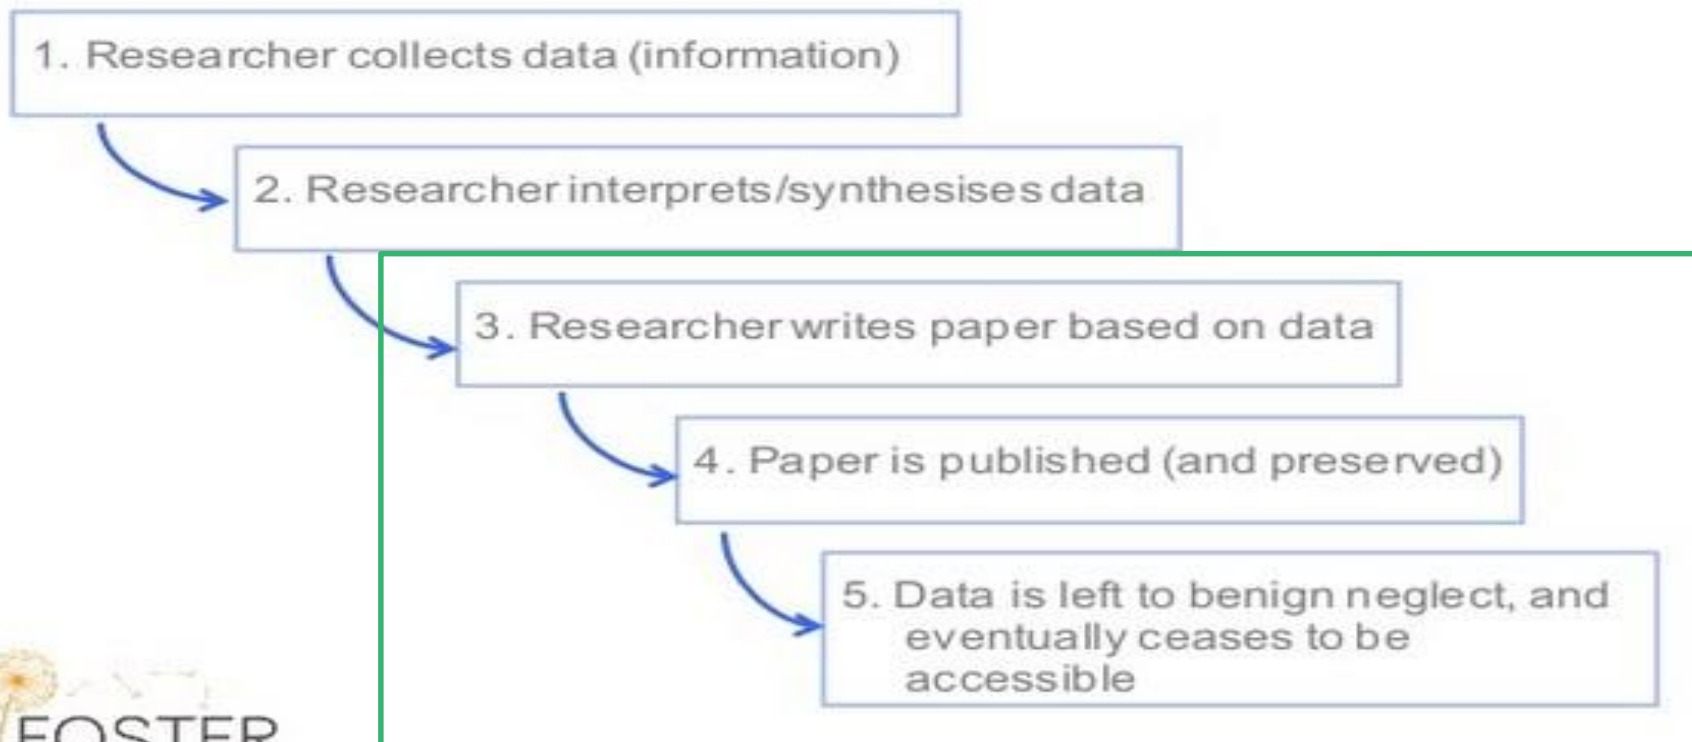 1. Researcher collects data (information)
2. Researcher interprets/synthesises data
3. Researcher writes paper based on data
4. Paper is published (and preserved)
5. Data is left to benign neglect, and
eventually ceases to be
accessible
FOSTER